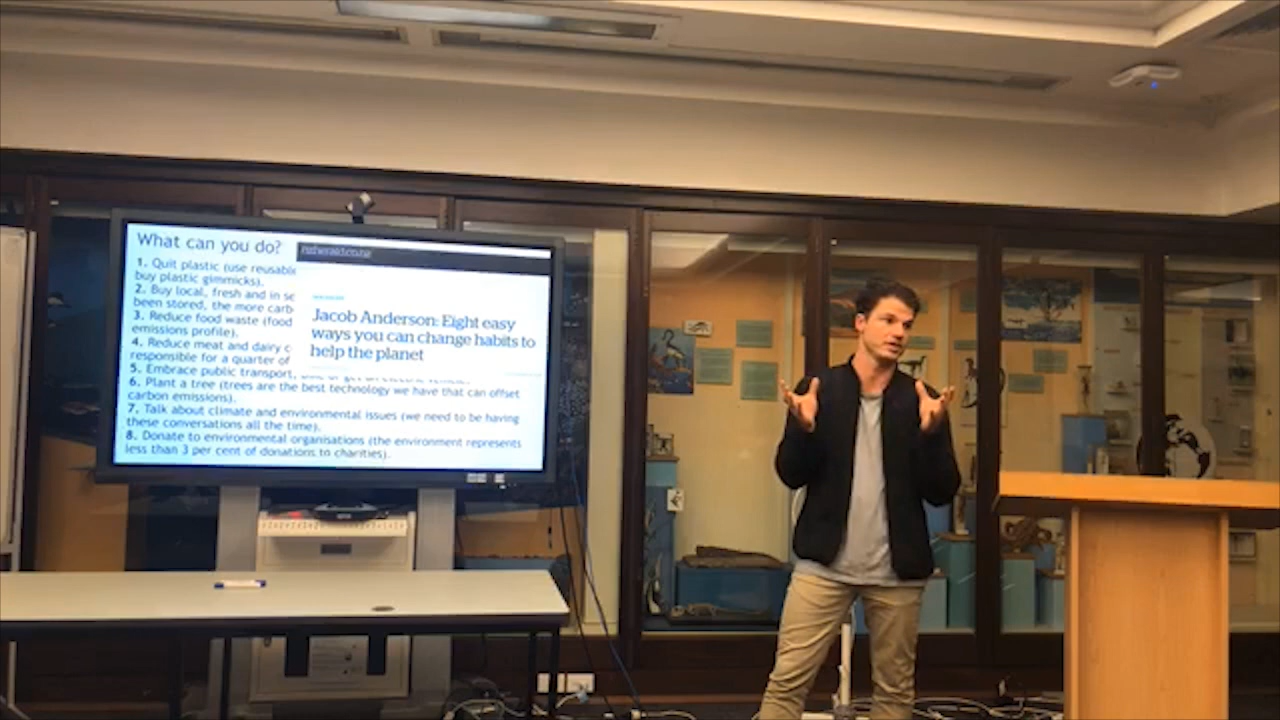 What can you do?
1. Quit plastic (use reusable
buy plastic gimmicks).
2. Buy local, fresh and in se
been stored, the more carb
3. Reduce food waste (food
emissions profile).
4. Reduce meat and dairy c
responsible for a quarter of
5. Embrace public transport,
6. Plant a tree (trees are the best technology we have that can offset
carbon emissions).
7. Talk about climate and environmental issues (we need to be having
these conversations all the time).
8. Donate to environmental organisations (the environment represents
less than 3 per cent of donations to charities).
Jacob Anderson: Eight easy
ways you can change habits to
help the planet